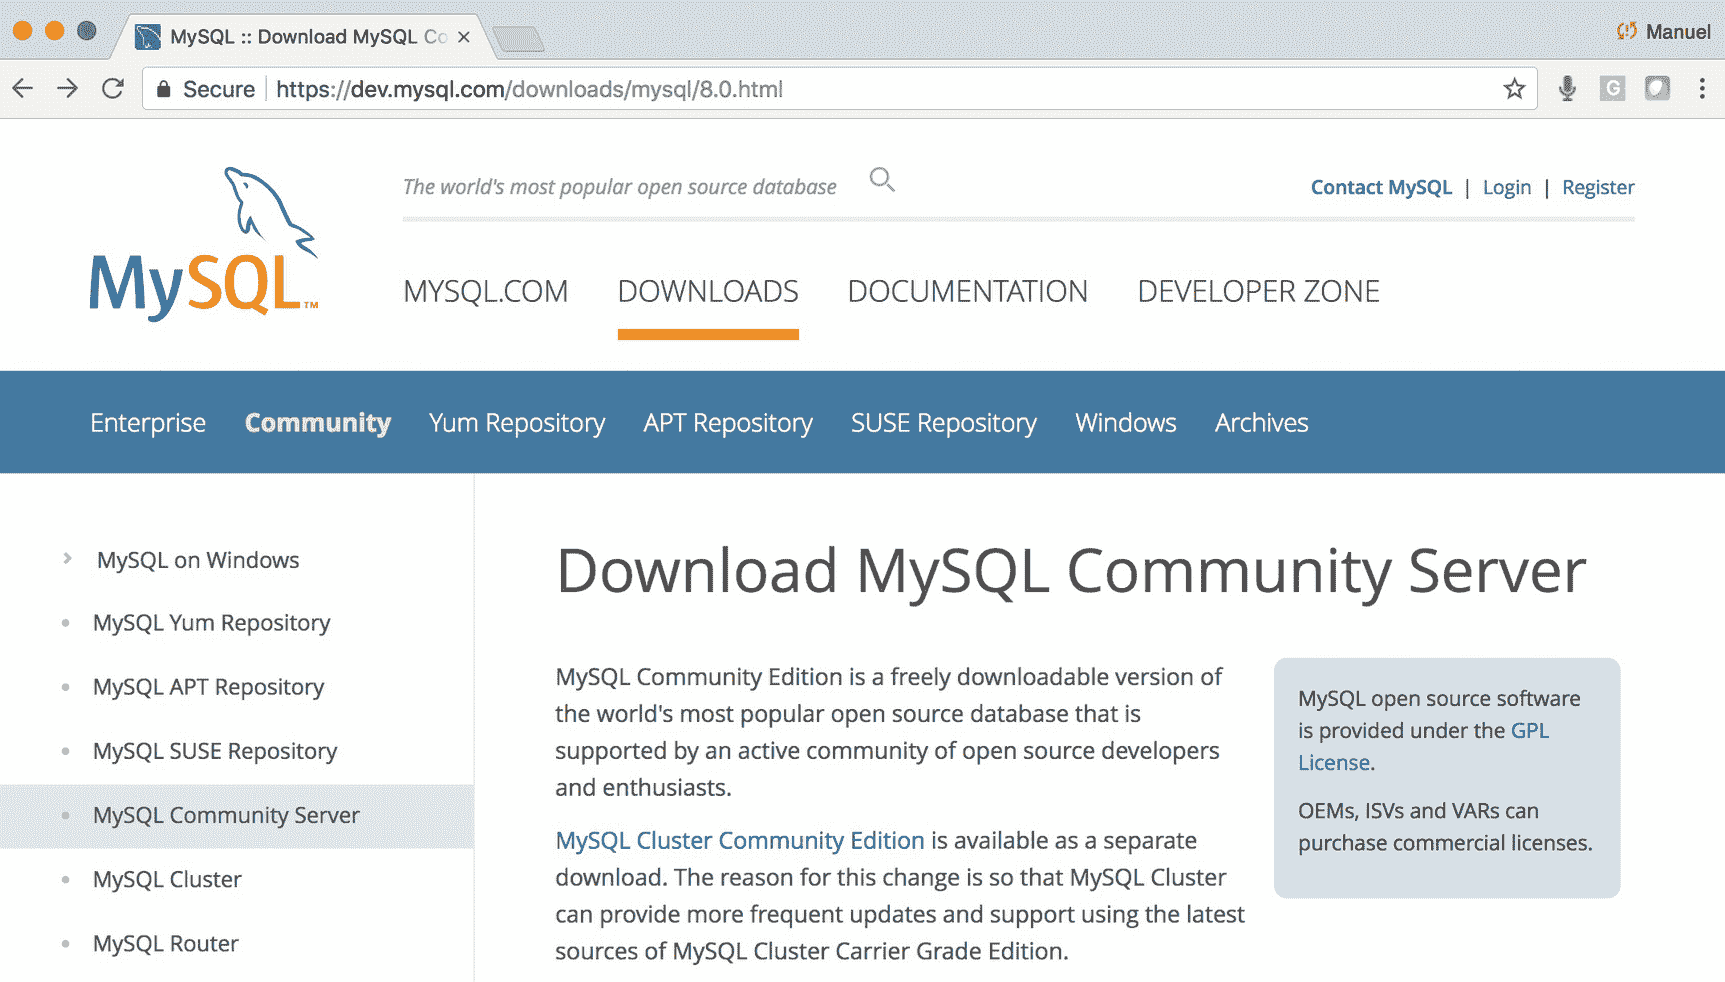 MySQL :: Download MySQL Co
Manuel
Secure https://dev.mysql.com/downloads/mysql/8.0.html
G
The world's most popular open source database
Contact MySQL | Login | Register
MySQL™
MYSQL.COM DOWNLOADS DOCUMENTATION DEVELOPER ZONE
Enterprise Community Yum Repository APT Repository SUSE Repository Windows Archives
MySQL on Windows
MySQL Yum Repository
MySQL APT Repository
MySQL SUSE Repository
MySQL Community Server
MySQL Cluster
MySQL Router
Download MySQL Community Server
MySQL Community Edition is a freely downloadable version of
the world's most popular open source database that is
supported by an active community of open source developers
and enthusiasts.
MySQL Cluster Community Edition is available as a separate
download. The reason for this change is so that MySQL Cluster
can provide more frequent updates and support using the latest
sources of MySQL Cluster Carrier Grade Edition.
MySQL open source software
is provided under the GPL
License.
OEMs, ISVs and VARs can
purchase commercial licenses.